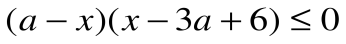 (a − x)(x − 3a + 6) ≤ 0